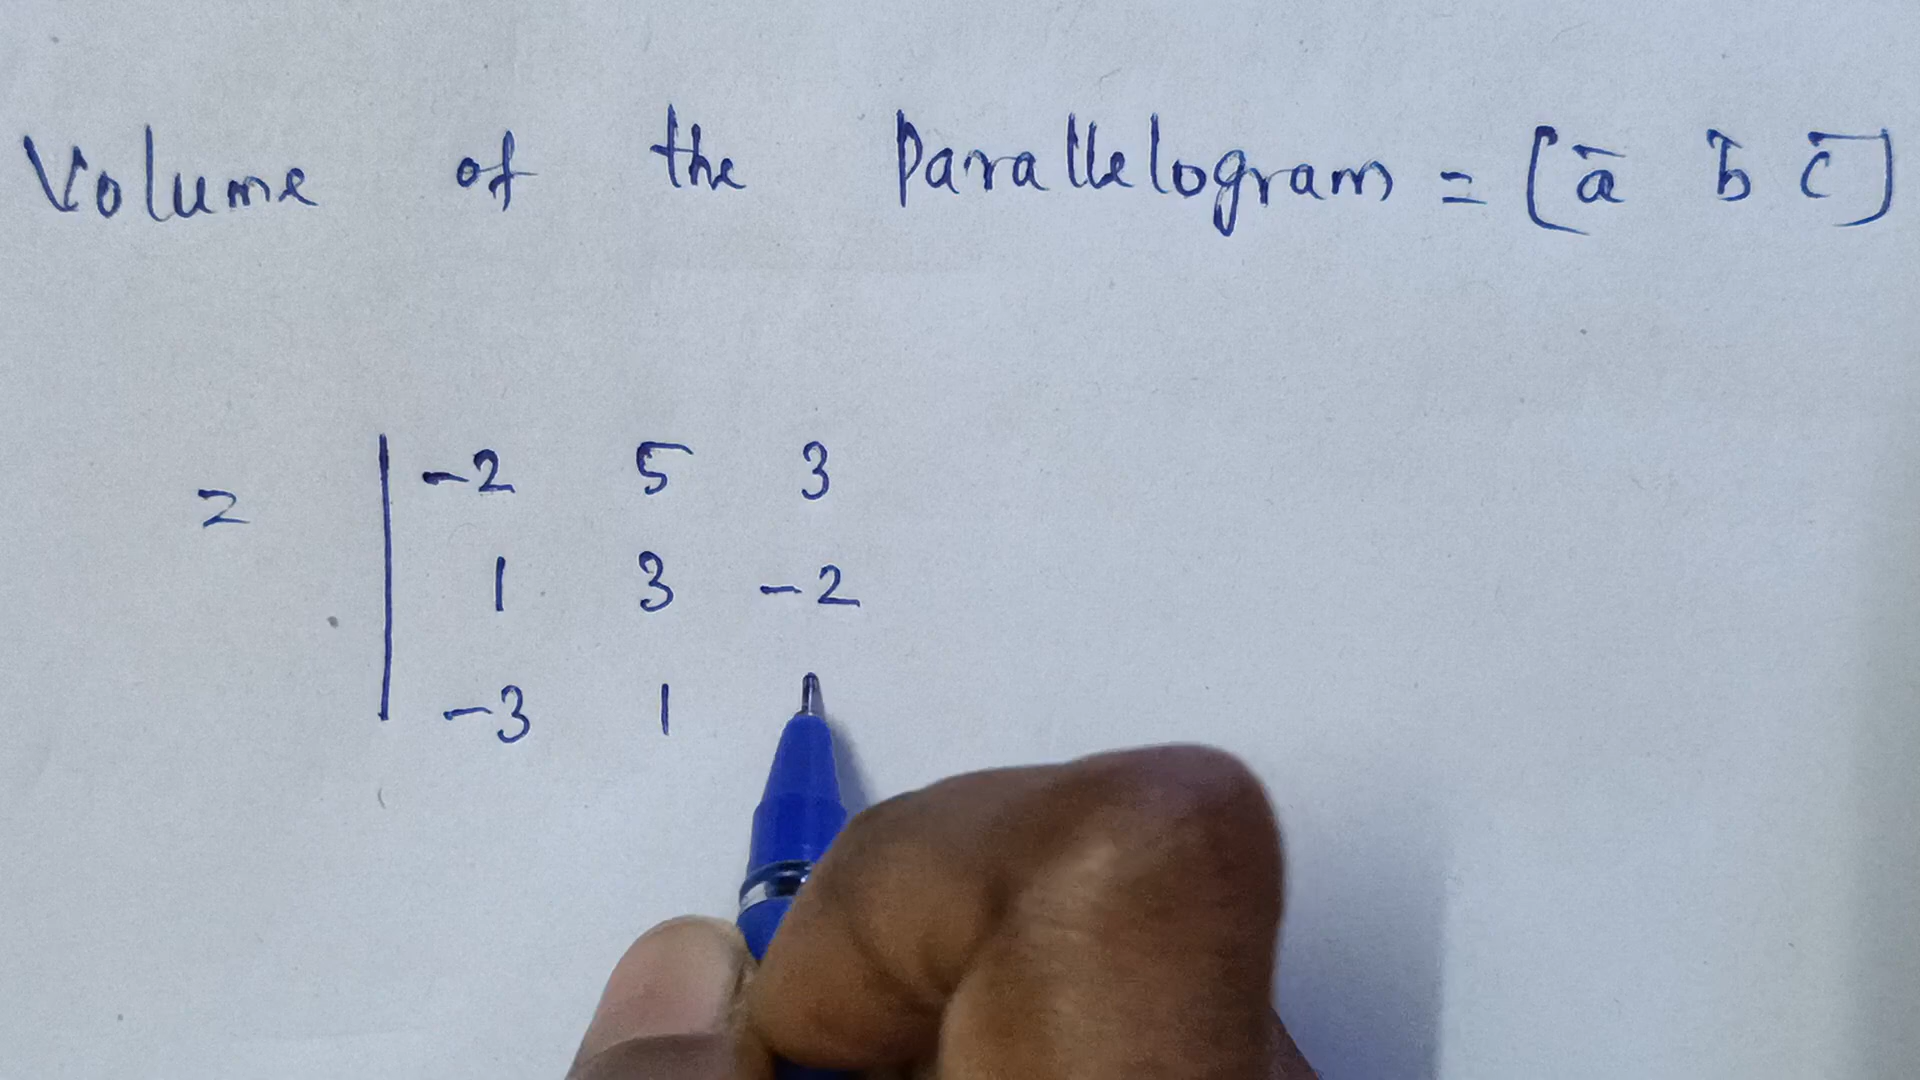 Volume of the Parallelogram = [a̅ b̅ c̅]
= | -2 5 3
1 3 -2
-3 1